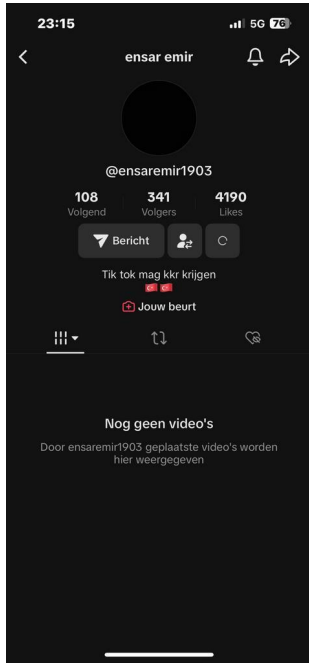 23:15
5G 76
ensar emir
@ensaremir1903
108 341 4190
Volgend Volgers Likes
Bericht
Tik tok mag kkr krijgen
Jouw beurt
Nog geen video's
Door ensaremir1903 geplaatste video's worden
hier weergegeven